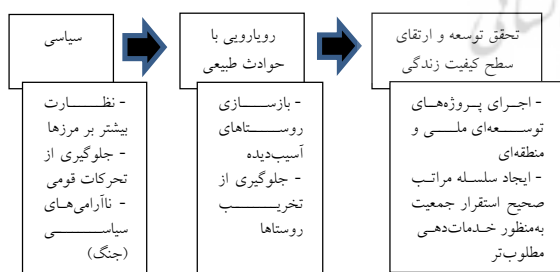 تحقق توسعه و ارتقای
سطح کیفیت زندگی
- اجرای پروژه‌های
توسعه‌ای ملی و
منطقه‌ای
- ایجاد سلسله مراتب
صحیح استقرار جمعیت
به‌منظور خدمات‌دهی
مطلوب‌تر
رویارویی با
حوادث طبیعی
- بازسازی
روستاهای
آسیب‌دیده
- جلوگیری از
تخریب
روستاها
سیاسی
- نظارت
بیشتر بر مرزها
- جلوگیری از
تحرکات قومی
- ناآرامی‌های
سیاسی
(جنگ)